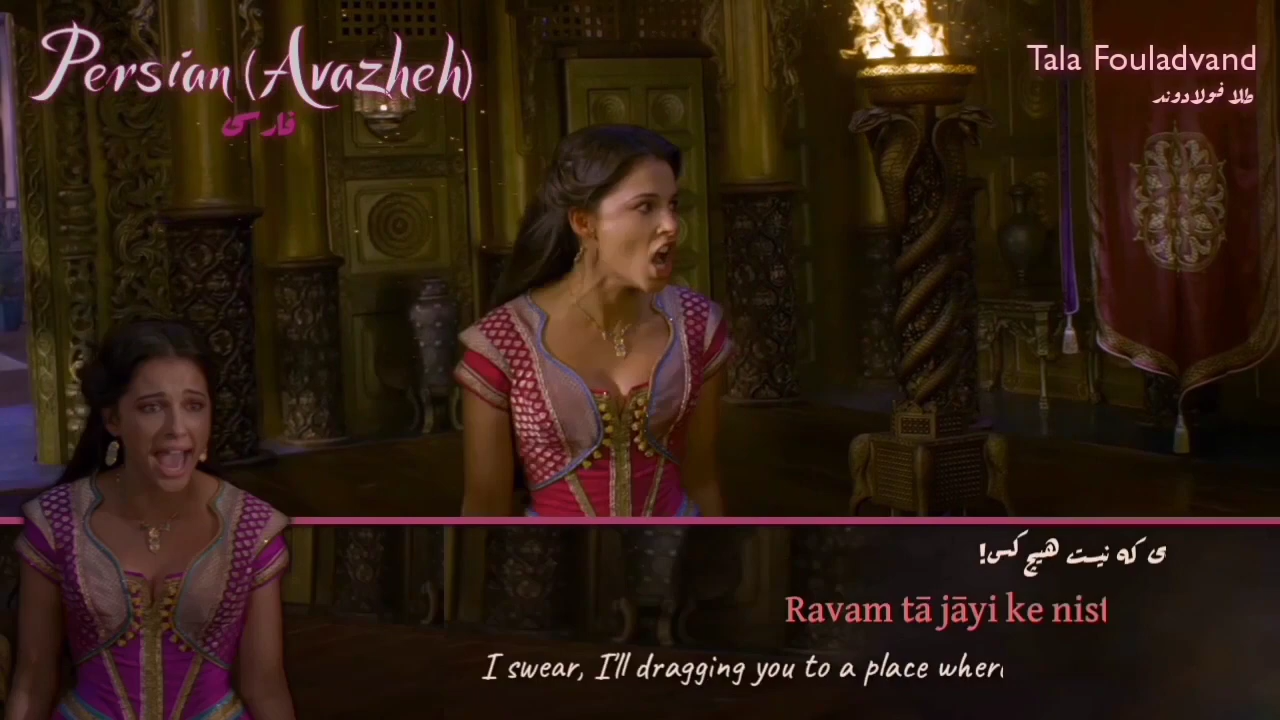 Persian (Avazheh)
فارسی
Tala Fouladvand
طلا فولادوند
ی که نیست هیچ کس!
Ravam tā jāyi ke nist
I swear, I'll dragging you to a place wher